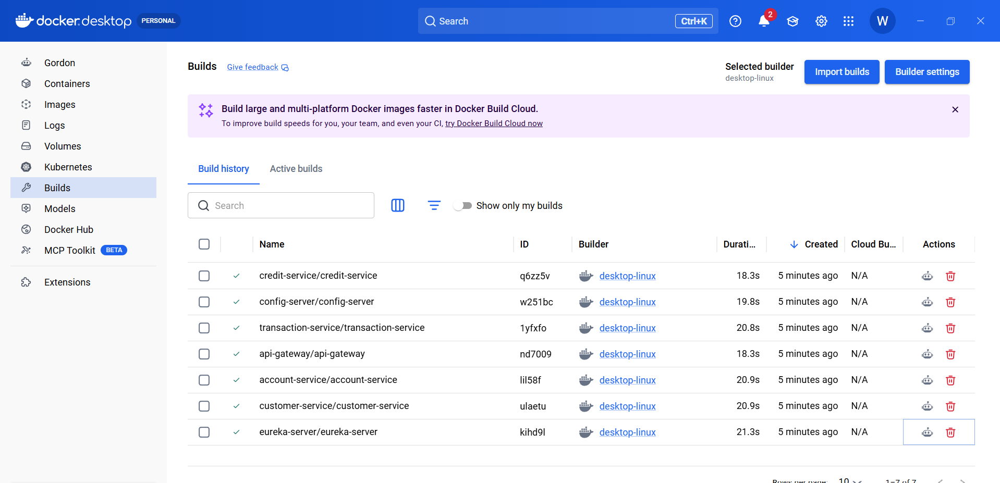 docker.desktop PERSONAL
Search
Ctrl+K
2
W
Gordon
Containers
Images
Logs
Volumes
Kubernetes
Builds
Models
Docker Hub
MCP Toolkit BETA
Extensions
Builds
Give feedback
Selected builder
desktop-linux
Import builds
Builder settings
Build large and multi-platform Docker images faster in Docker Build Cloud.
To improve build speeds for you, your team, and even your CI, try Docker Build Cloud now
Build history
Active builds
Search
Show only my builds
Name ID Builder Durati... Created Cloud Bu... Actions
credit-service/credit-service q6zz5v desktop-linux 18.3s 5 minutes ago N/A
config-server/config-server w251bc desktop-linux 19.8s 5 minutes ago N/A
transaction-service/transaction-service 1yfxfo desktop-linux 20.8s 5 minutes ago N/A
api-gateway/api-gateway nd7009 desktop-linux 18.3s 5 minutes ago N/A
account-service/account-service lil58f desktop-linux 20.9s 5 minutes ago N/A
customer-service/customer-service ulaetu desktop-linux 20.9s 5 minutes ago N/A
eureka-server/eureka-server kihd9l desktop-linux 21.3s 5 minutes ago N/A
Rows per page: 10 1–7 of 7